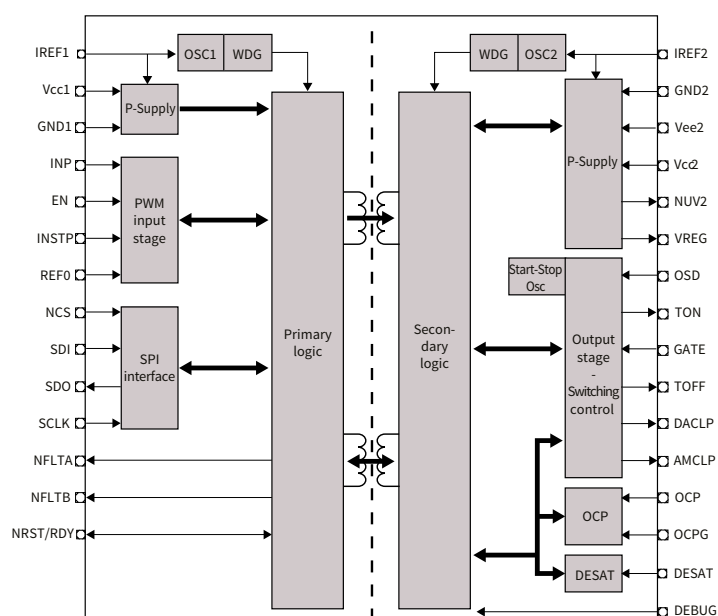 IREF1
Vcc1
GND1
INP
EN
INSTP
REF0
NCS
SDI
SDO
SCLK
NFLTA
NFLTB
NRST/RDY
OSC1
WDG
P-Supply
PWM
input
stage
SPI
interface
Primary
logic
Secon-
dary
logic
WDG
OSC2
P-Supply
Start-Stop
Osc
Output
stage
-
Switching
control
OCP
DESAT
IREF2
GND2
Vee2
Vcc2
NUV2
VREG
OSD
TON
GATE
TOFF
DACLP
AMCLP
OCP
OCPG
DESAT
DEBUG